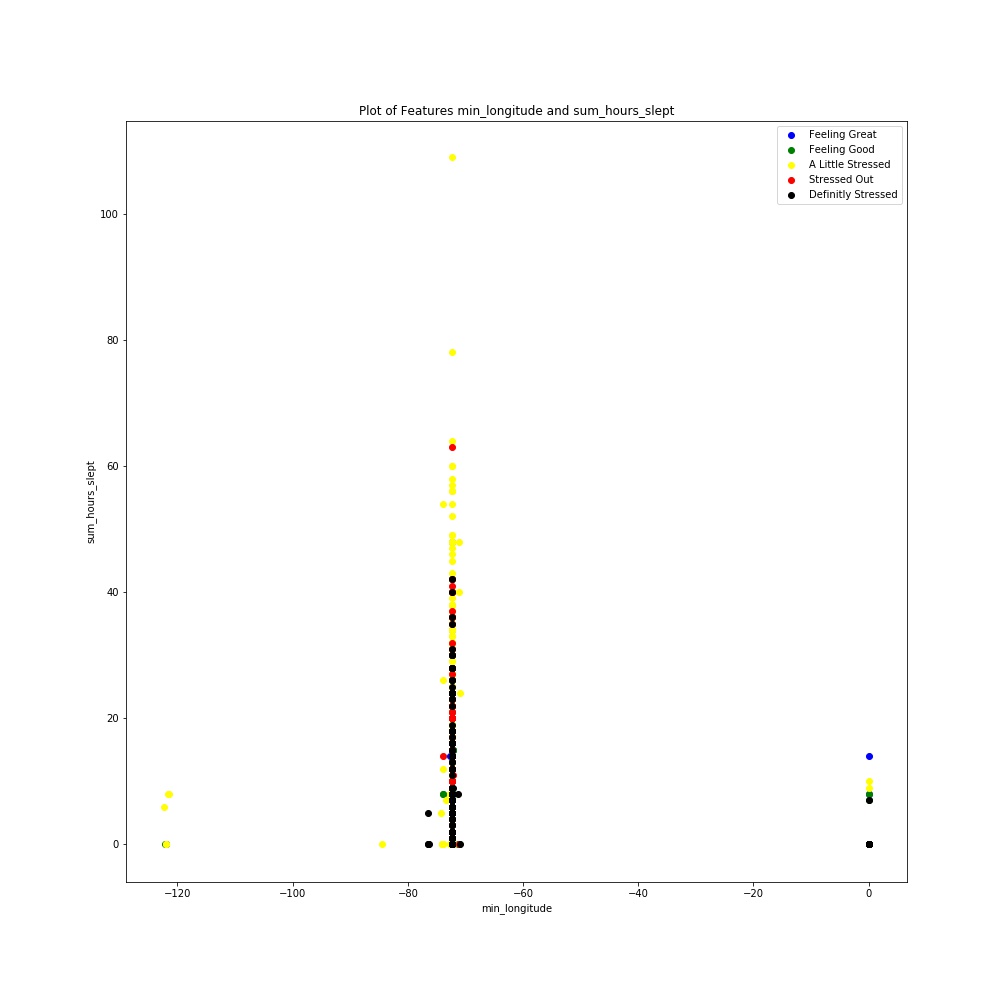 Plot of Features min_longitude and sum_hours_slept
Feeling Great
Feeling Good
A Little Stressed
Stressed Out
Definitly Stressed
100
80
60
40
20
0
sum_hours_slept
−120
−100
−80
−60
−40
−20
0
min_longitude